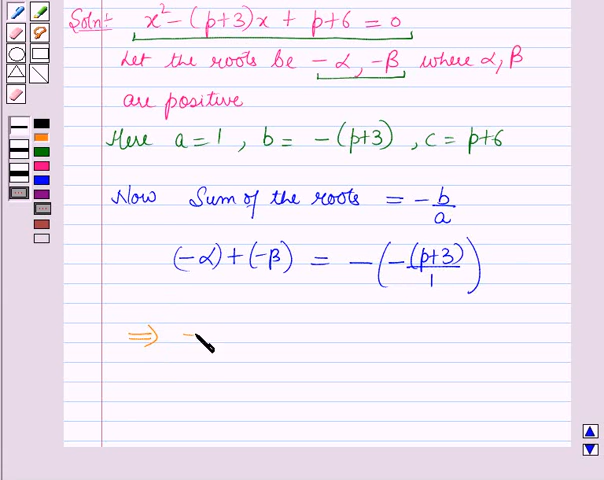 Soln:- x² - (p+3)x + p+6 = 0
Let the roots be -α, -β where α, β
are positive
Here a = 1, b = -(p+3), c = p+6
Now Sum of the roots = -b/a
(-α) + (-β) = -(-(p+3)/1)
⇒ -